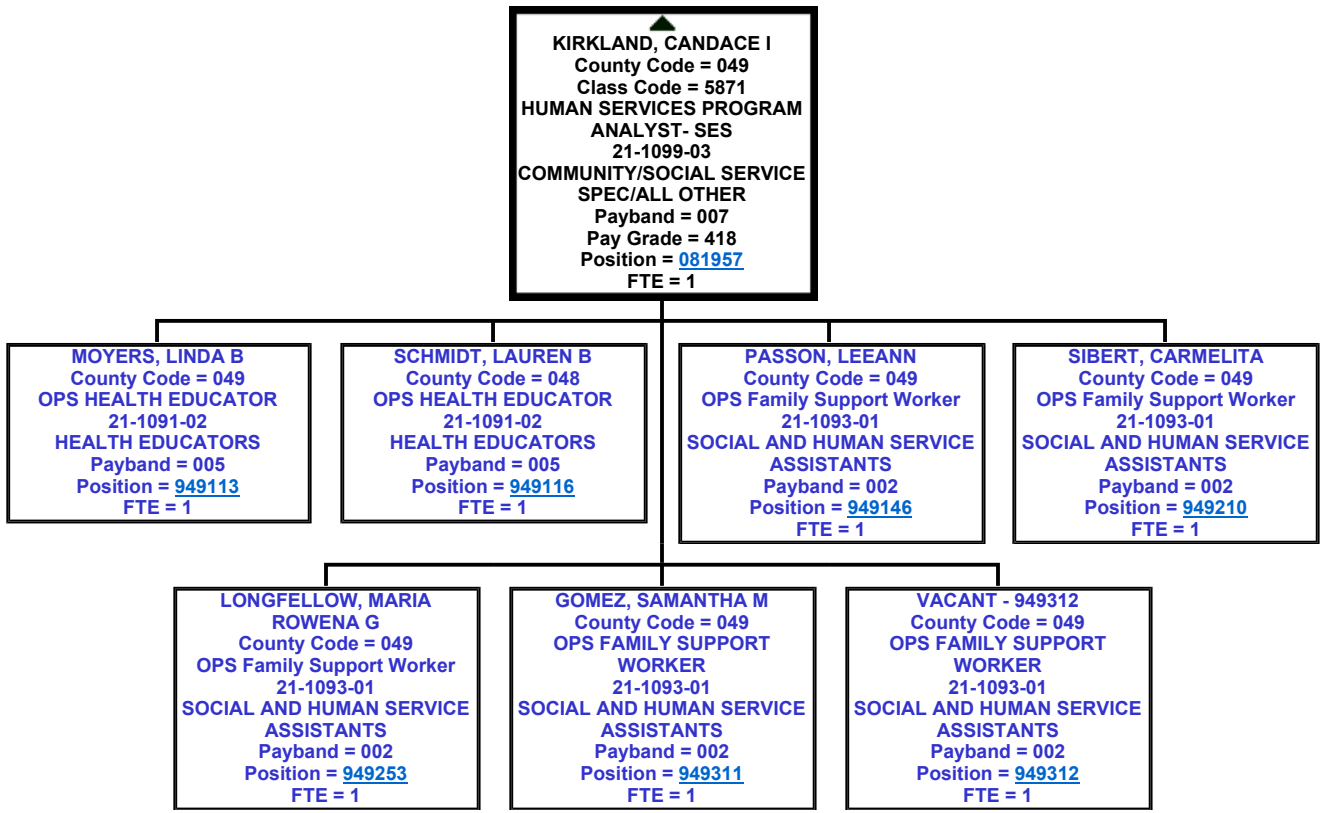 KIRKLAND, CANDACE I
County Code = 049
Class Code = 5871
HUMAN SERVICES PROGRAM
ANALYST- SES
21-1099-03
COMMUNITY/SOCIAL SERVICE
SPEC/ALL OTHER
Payband = 007
Pay Grade = 418
Position = 081957
FTE = 1
MOYERS, LINDA B
County Code = 049
OPS HEALTH EDUCATOR
21-1091-02
HEALTH EDUCATORS
Payband = 005
Position = 949113
FTE = 1
SCHMIDT, LAUREN B
County Code = 048
OPS HEALTH EDUCATOR
21-1091-02
HEALTH EDUCATORS
Payband = 005
Position = 949116
FTE = 1
PASSON, LEEANN
County Code = 049
OPS Family Support Worker
21-1093-01
SOCIAL AND HUMAN SERVICE
ASSISTANTS
Payband = 002
Position = 949146
FTE = 1
SIBERT, CARMELITA
County Code = 049
OPS Family Support Worker
21-1093-01
SOCIAL AND HUMAN SERVICE
ASSISTANTS
Payband = 002
Position = 949210
FTE = 1
LONGFELLOW, MARIA
ROWENA G
County Code = 049
OPS Family Support Worker
21-1093-01
SOCIAL AND HUMAN SERVICE
ASSISTANTS
Payband = 002
Position = 949253
FTE = 1
GOMEZ, SAMANTHA M
County Code = 049
OPS FAMILY SUPPORT
WORKER
21-1093-01
SOCIAL AND HUMAN SERVICE
ASSISTANTS
Payband = 002
Position = 949311
FTE = 1
VACANT - 949312
County Code = 049
OPS FAMILY SUPPORT
WORKER
21-1093-01
SOCIAL AND HUMAN SERVICE
ASSISTANTS
Payband = 002
Position = 949312
FTE = 1